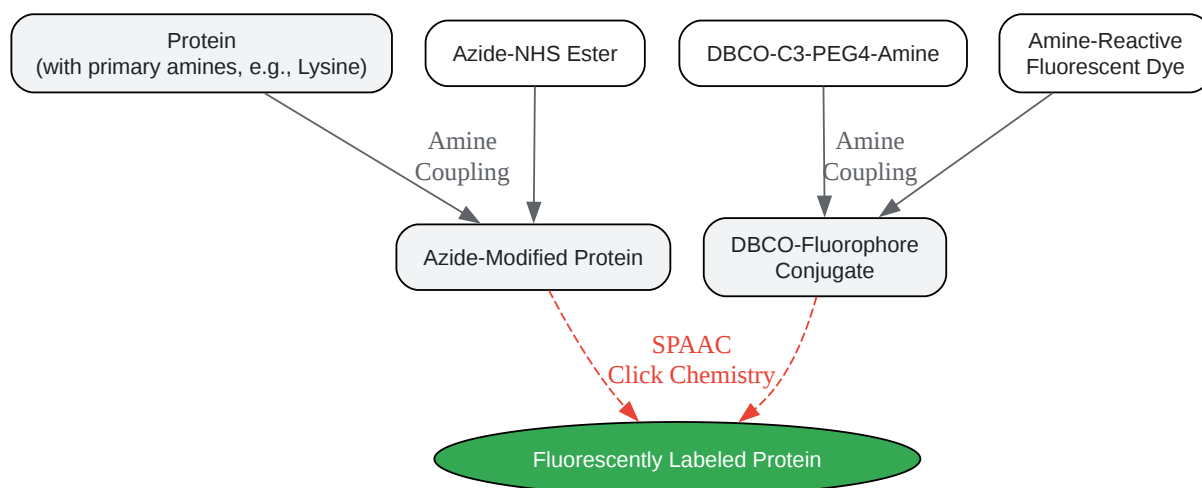 Protein
(with primary amines, e.g., Lysine)
Azide-NHS Ester
DBCO-C3-PEG4-Amine
Amine-Reactive
Fluorescent Dye
Amine
Coupling
Amine
Coupling
Azide-Modified Protein
DBCO-Fluorophore
Conjugate
SPAAC
Click Chemistry
Fluorescently Labeled Protein